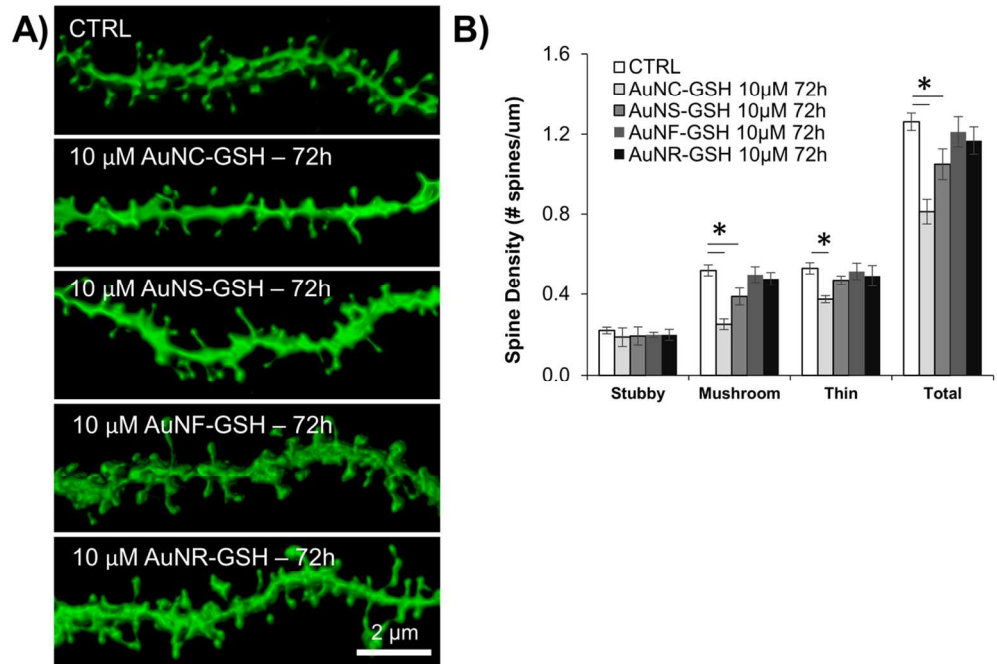 A)
CTRL
10 µM AuNC-GSH – 72h
10 µM AuNS-GSH – 72h
10 µM AuNF-GSH – 72h
10 µM AuNR-GSH – 72h
2 µm
B)
Spine Density (# spines/um)
1.6
1.2
0.8
0.4
0.0
CTRL
AuNC-GSH 10µM 72h
AuNS-GSH 10µM 72h
AuNF-GSH 10µM 72h
AuNR-GSH 10µM 72h
*
*
*
Stubby Mushroom Thin Total